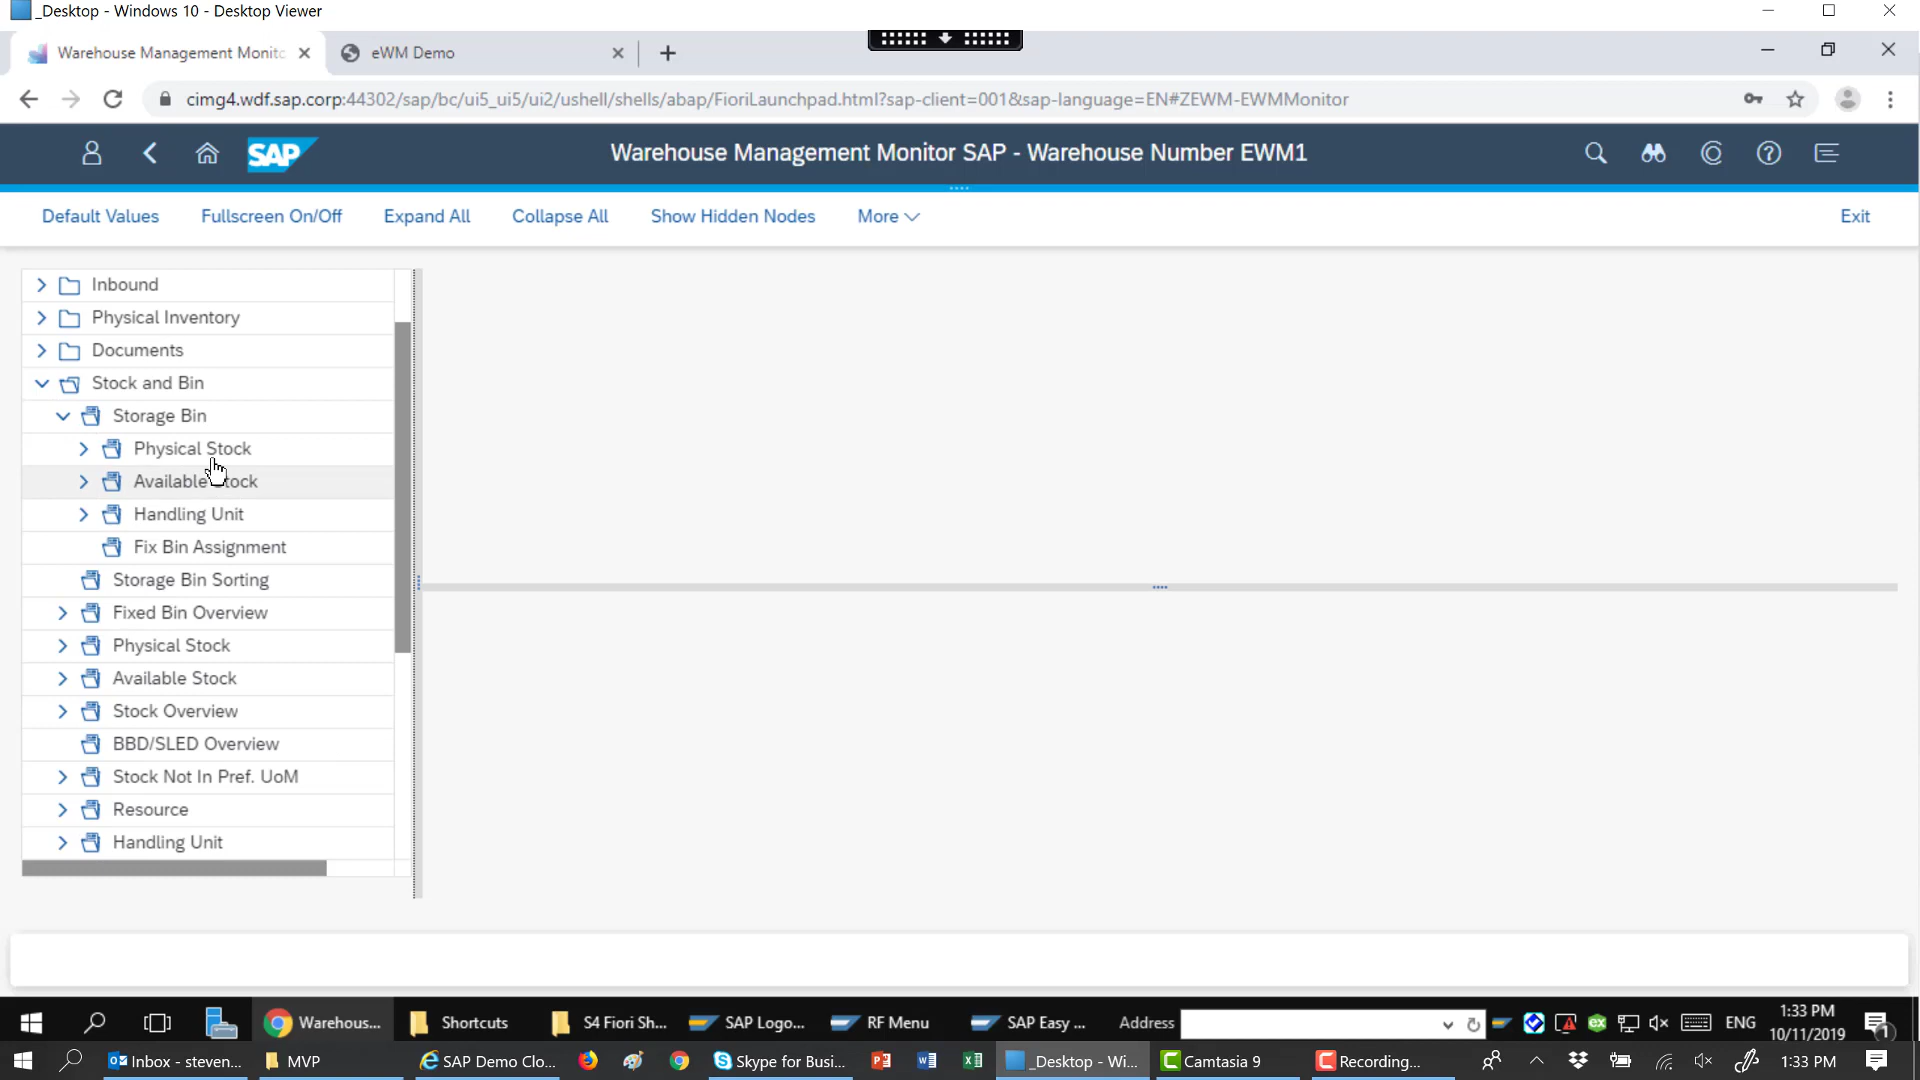 _Desktop - Windows 10 - Desktop Viewer
Warehouse Management Monito
eWM Demo
cimg4.wdf.sap.corp:44302/sap/bc/ui5_ui5/ui2/ushell/shells/abap/FioriLaunchpad.html?sap-client=001&sap-language=EN#ZEWM-EWMMonitor
SAP
Warehouse Management Monitor SAP - Warehouse Number EWM1
Default Values Fullscreen On/Off Expand All Collapse All Show Hidden Nodes More Exit
Inbound
Physical Inventory
Documents
Stock and Bin
Storage Bin
Physical Stock
Available Stock
Handling Unit
Fix Bin Assignment
Storage Bin Sorting
Fixed Bin Overview
Physical Stock
Available Stock
Stock Overview
BBD/SLED Overview
Stock Not In Pref. UoM
Resource
Handling Unit
Warehous... Shortcuts S4 Fiori Sh... SAP Logo... RF Menu SAP Easy ... Address ex ENG 1:33 PM
10/11/2019 1
Inbox - steven... MVP SAP Demo Clo... Skype for Busi... _Desktop - Wi... Camtasia 9 Recording... 1:33 PM